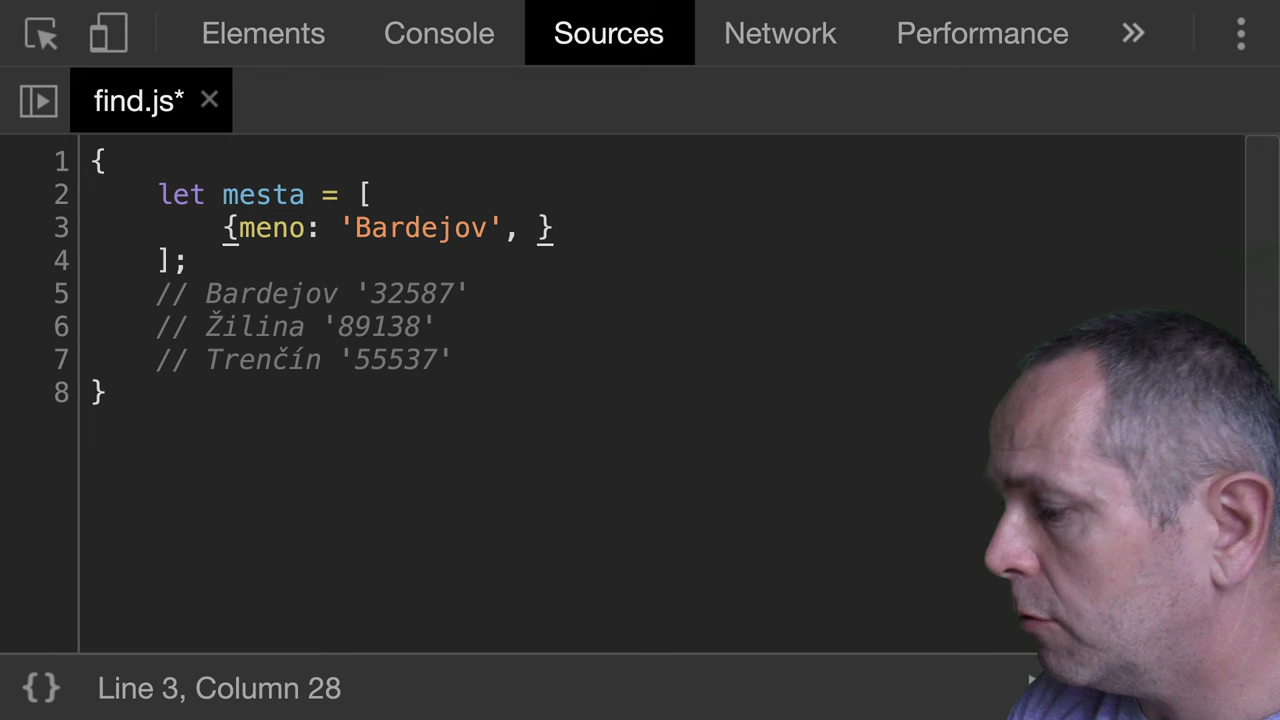 Elements Console Sources Network Performance »
find.js* ×
1 {
2 let mesta = [
3 {meno: 'Bardejov', }
4 ];
5 // Bardejov '32587'
6 // Žilina '89138'
7 // Trenčín '55537'
8 }
{} Line 3, Column 28